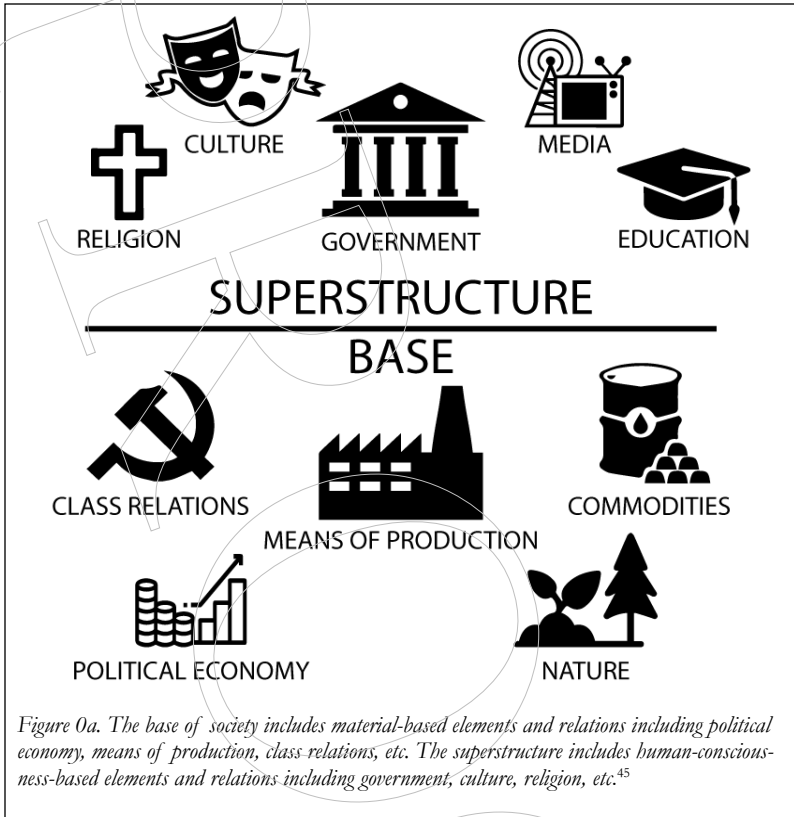 CULTURE
MEDIA
RELIGION
GOVERNMENT
EDUCATION
SUPERSTRUCTURE
BASE
CLASS RELATIONS
COMMODITIES
MEANS OF PRODUCTION
POLITICAL ECONOMY
NATURE
Figure 0a. The base of society includes material-based elements and relations including political
economy, means of production, class relations, etc. The superstructure includes human-conscious-
ness-based elements and relations including government, culture, religion, etc.45